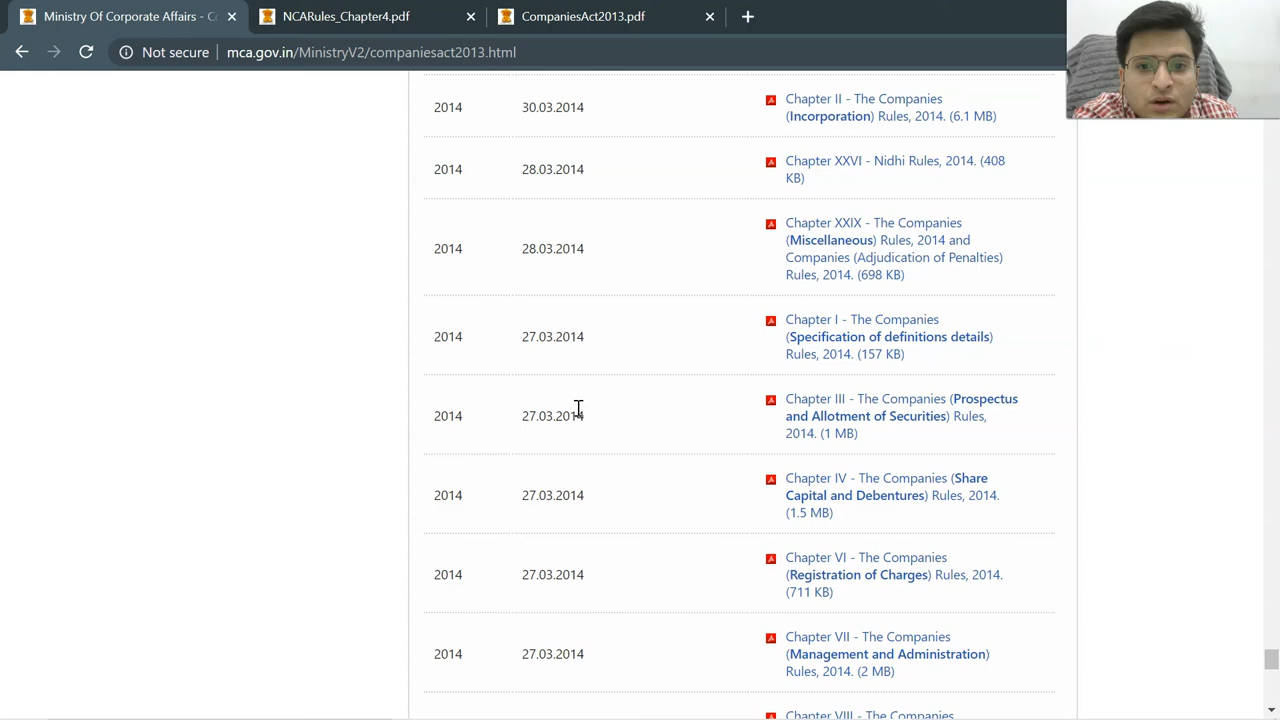 Ministry Of Corporate Affairs - Co
NCARules_Chapter4.pdf
CompaniesAct2013.pdf
Not secure
mca.gov.in/MinistryV2/companiesact2013.html
2014 30.03.2014 Chapter II - The Companies
(Incorporation) Rules, 2014. (6.1 MB)
2014 28.03.2014 Chapter XXVI - Nidhi Rules, 2014. (408
KB)
2014 28.03.2014 Chapter XXIX - The Companies
(Miscellaneous) Rules, 2014 and
Companies (Adjudication of Penalties)
Rules, 2014. (698 KB)
2014 27.03.2014 Chapter I - The Companies
(Specification of definitions details)
Rules, 2014. (157 KB)
2014 27.03.2014 Chapter III - The Companies (Prospectus
and Allotment of Securities) Rules,
2014. (1 MB)
2014 27.03.2014 Chapter IV - The Companies (Share
Capital and Debentures) Rules, 2014.
(1.5 MB)
2014 27.03.2014 Chapter VI - The Companies
(Registration of Charges) Rules, 2014.
(711 KB)
2014 27.03.2014 Chapter VII - The Companies
(Management and Administration)
Rules, 2014. (2 MB)
Chapter VIII - The Companies